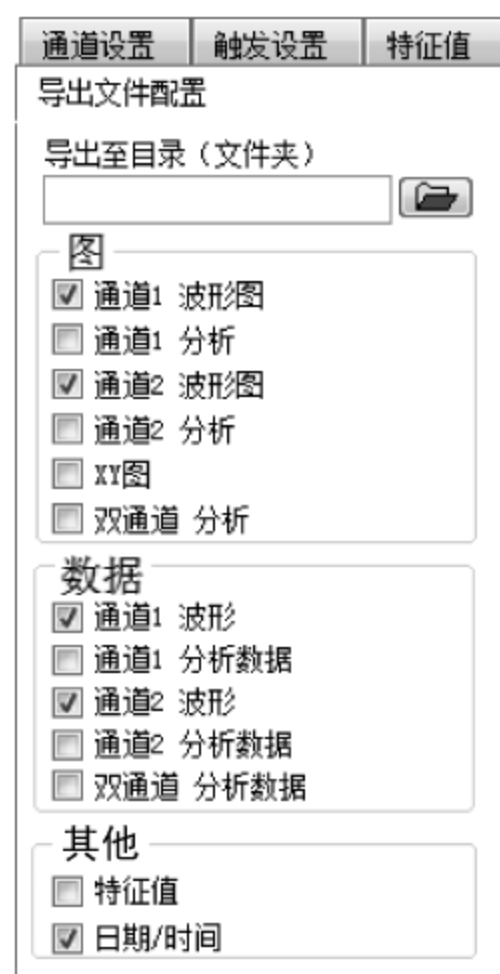 通道设置 触发设置 特征值
导出文件配置
导出至目录（文件夹）
图
通道1 波形图
通道1 分析
通道2 波形图
通道2 分析
XY图
双通道 分析
数据
通道1 波形
通道1 分析数据
通道2 波形
通道2 分析数据
双通道 分析数据
其他
特征值
日期/时间